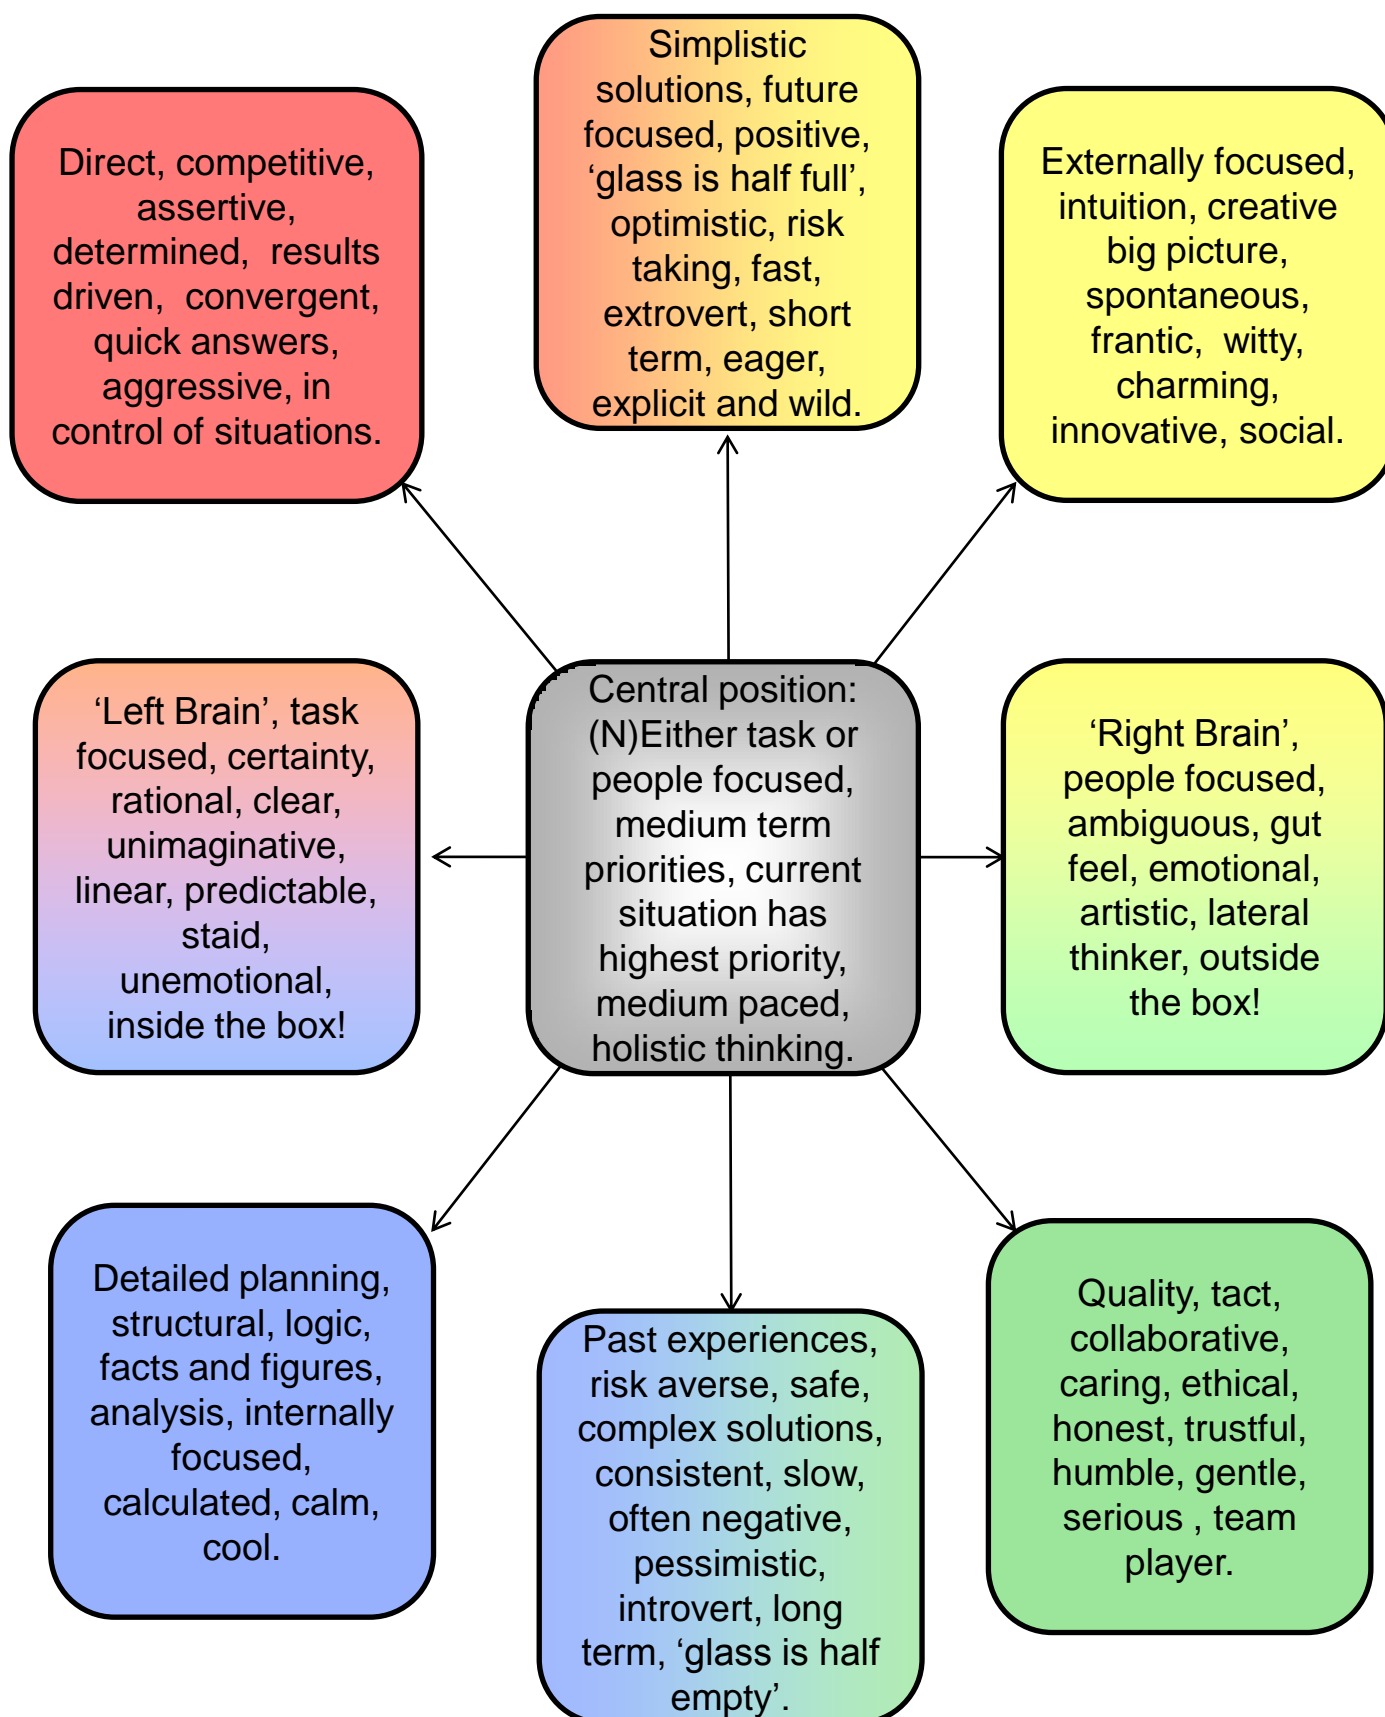 Direct, competitive,
assertive,
determined,  results
driven,  convergent,
quick answers,
aggressive, in
control of situations.
Simplistic
solutions, future
focused, positive,
‘glass is half full’,
optimistic, risk
taking, fast,
extrovert, short
term, eager,
explicit and wild.
Externally focused,
intuition, creative
big picture,
spontaneous,
frantic,  witty,
charming,
innovative, social.
‘Left Brain’, task
focused, certainty,
rational, clear,
unimaginative,
linear, predictable,
staid,
unemotional,
inside the box!
Central position:
(N)Either task or
people focused,
medium term
priorities, current
situation has
highest priority,
medium paced,
holistic thinking.
‘Right Brain’,
people focused,
ambiguous, gut
feel, emotional,
artistic, lateral
thinker, outside
the box!
Detailed planning,
structural, logic,
facts and figures,
analysis, internally
focused,
calculated, calm,
cool.
Past experiences,
risk averse, safe,
complex solutions,
consistent, slow,
often negative,
pessimistic,
introvert, long
term, ‘glass is half
empty’.
Quality, tact,
collaborative,
caring, ethical,
honest, trustful,
humble, gentle,
serious , team
player.